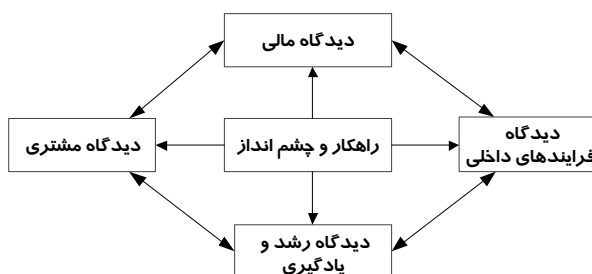 دیدگاه مالی
دیدگاه
فرایندهای داخلی
راهکار و چشم انداز
دیدگاه مشتری
دیدگاه رشد و
یادگیری